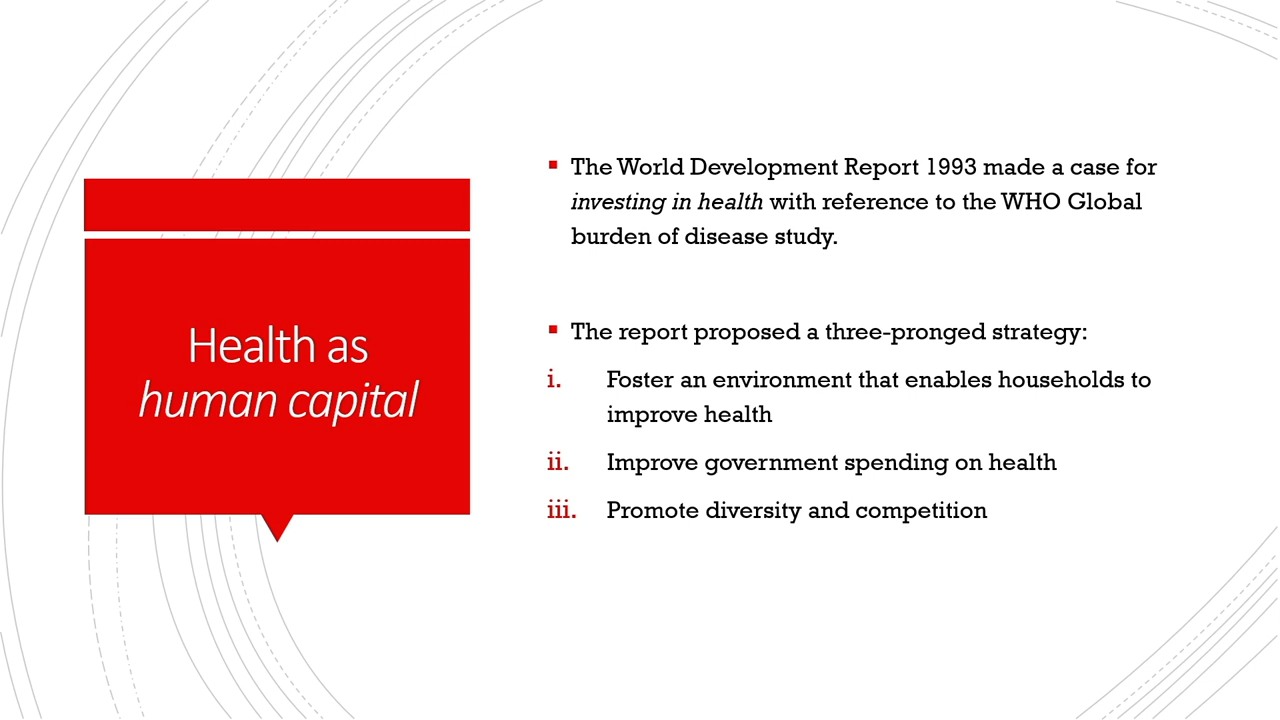 Health as
human capital
▪ The World Development Report 1993 made a case for
investing in health with reference to the WHO Global
burden of disease study.
▪ The report proposed a three-pronged strategy:
i. Foster an environment that enables households to
improve health
ii. Improve government spending on health
iii. Promote diversity and competition